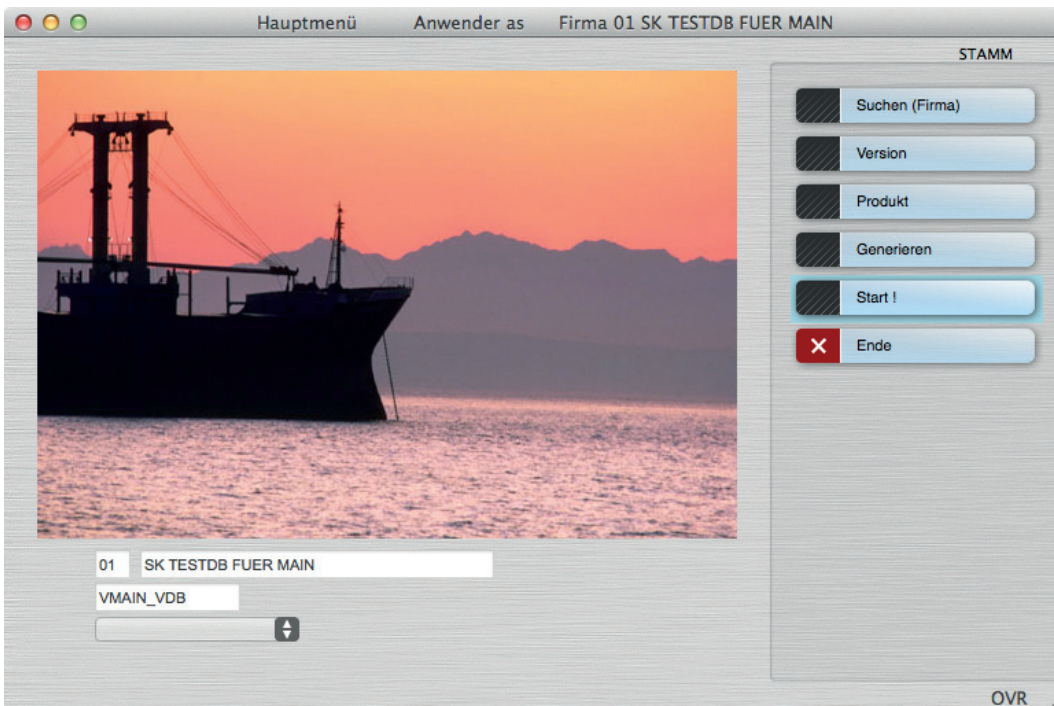 Hauptmenü Anwender as Firma 01 SK TESTDB FUER MAIN
STAMM
Suchen (Firma)
Version
Produkt
Generieren
Start !
Ende
01 SK TESTDB FUER MAIN
VMAIN_VDB
OVR